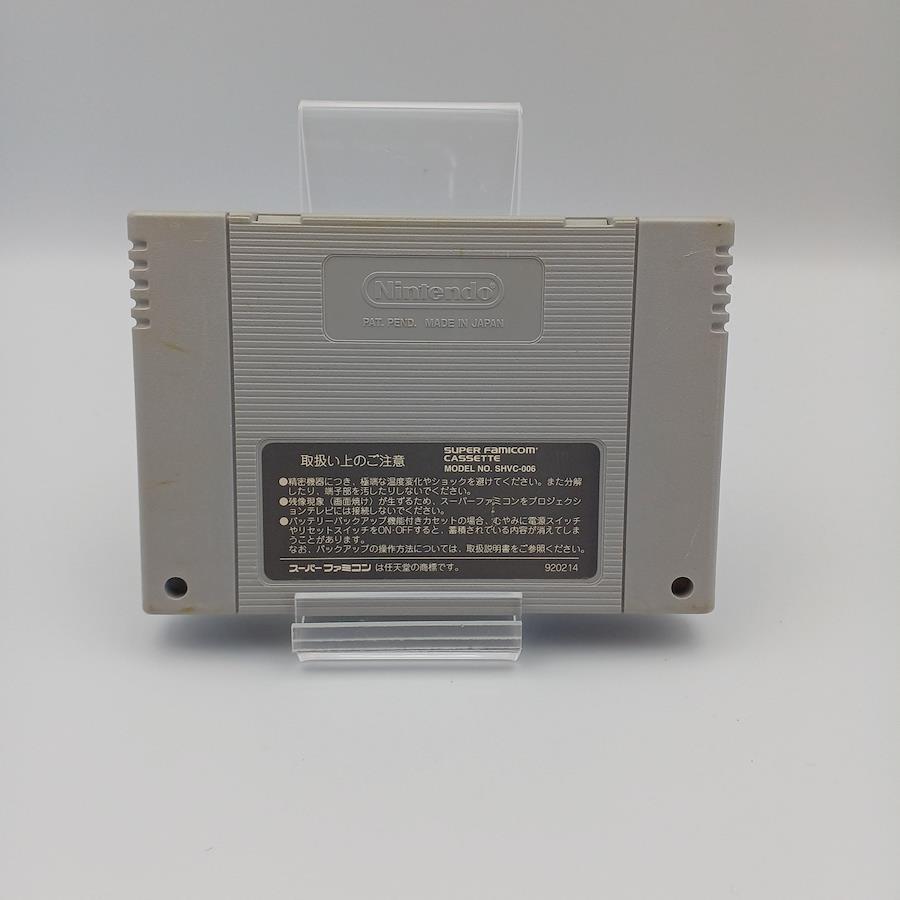 Nintendo®
PAT. PEND. MADE IN JAPAN
取扱い上のご注意
SUPER FAMICOM
CASSETTE
MODEL NO. SHVC-006
●精密機器につき、極端な温度変化やショックを避けてください。また分解
したり、端子部を汚したりしないでください。
●残像現象（画面焼け）が生ずるため、スーパーファミコンをプロジェクシ
ョンテレビには接続しないでください。
●バッテリーバックアップ機能付きカセットの場合、むやみに電源スイッチ
やリセットスイッチをON・OFFすると、蓄積されている内容が消えてしま
うことがあります。
なお、バックアップの操作方法については、取扱説明書をご参照ください。
スーパーファミコン は任天堂の商標です。
920214